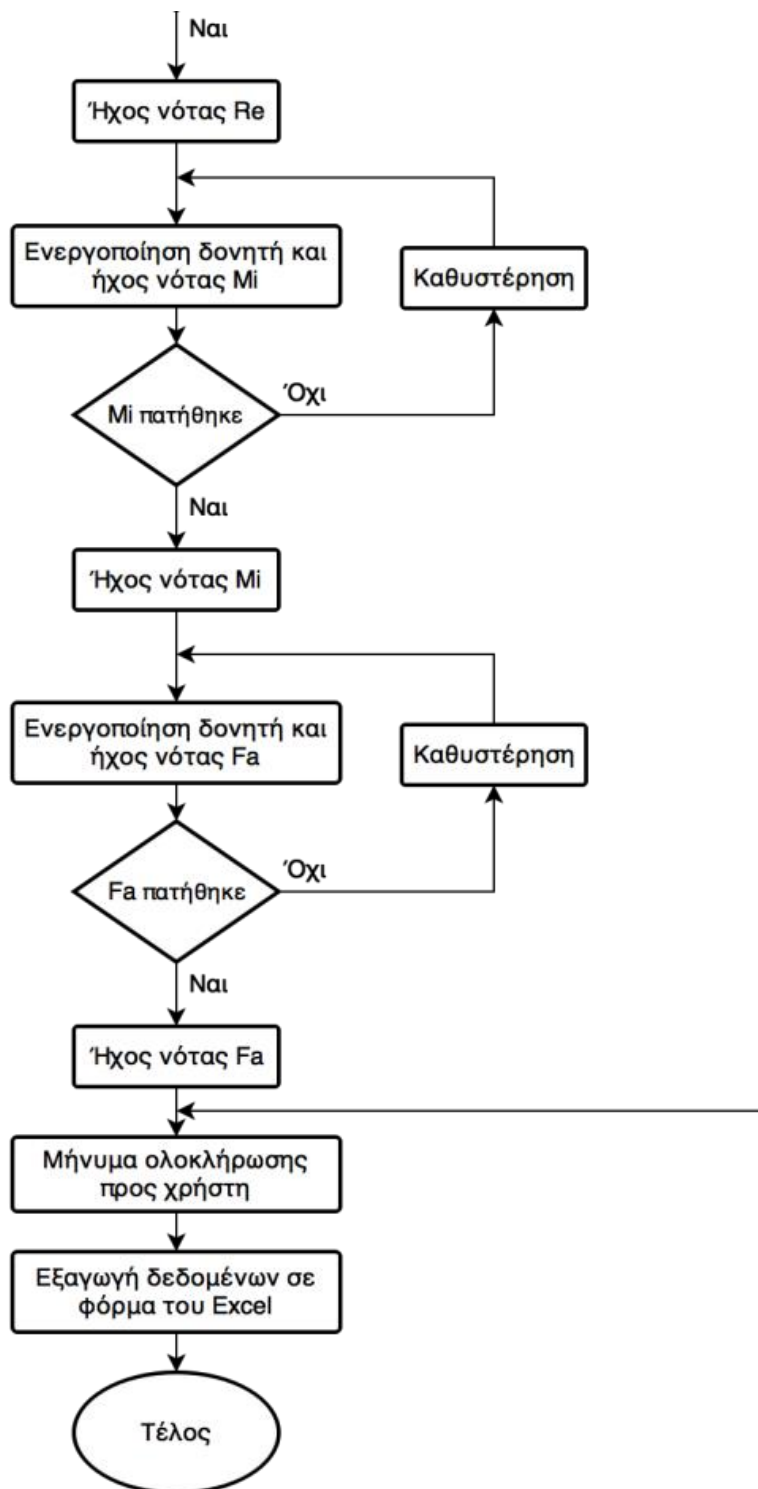 Ναι
Ήχος νότας Re
Ενεργοποίηση δονητή και
ήχος νότας Mi
Καθυστέρηση
Mi πατήθηκε
Όχι
Ναι
Ήχος νότας Mi
Ενεργοποίηση δονητή και
ήχος νότας Fa
Καθυστέρηση
Fa πατήθηκε
Όχι
Ναι
Ήχος νότας Fa
Μήνυμα ολοκλήρωσης
προς χρήστη
Εξαγωγή δεδομένων σε
φόρμα του Excel
Τέλος